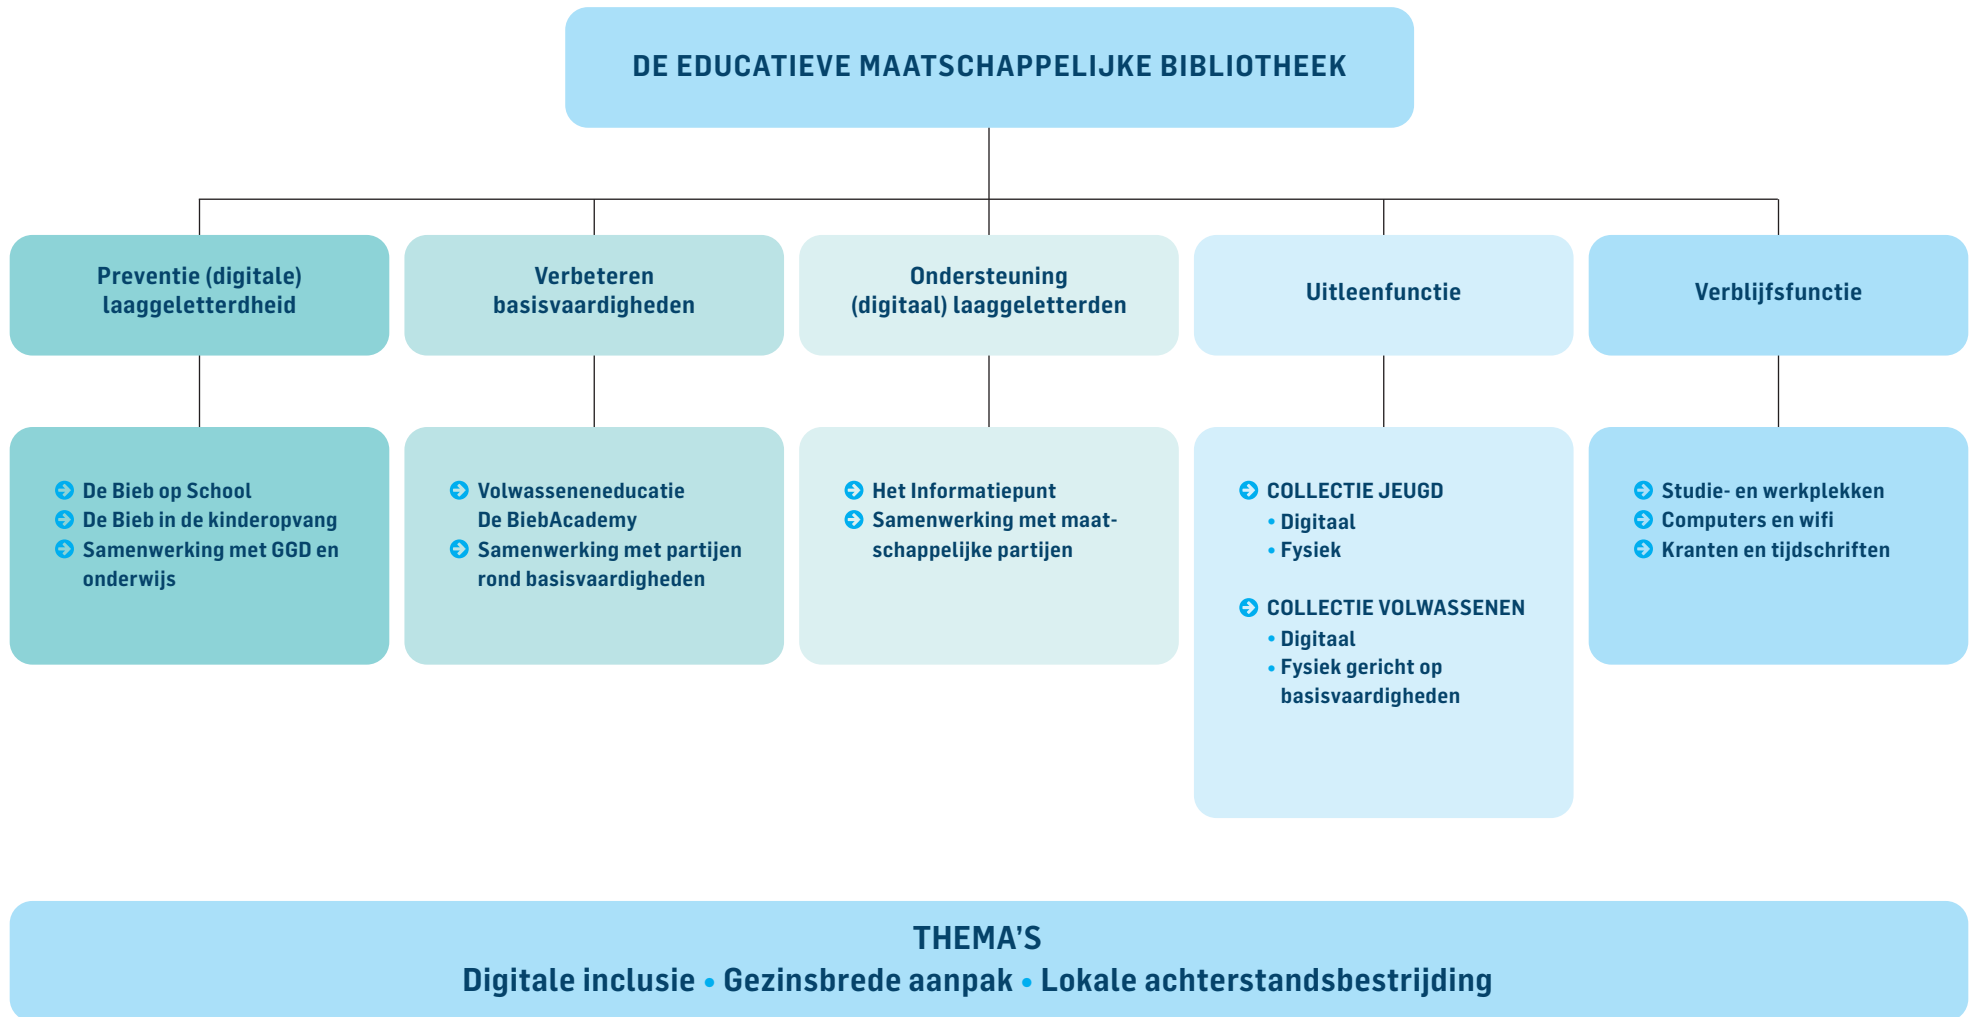 DE EDUCATIEVE MAATSCHAPPELIJKE BIBLIOTHEEK
Preventie (digitale)
laaggeletterdheid
Verbeteren
basisvaardigheden
Ondersteuning
(digitaal) laaggeletterden
Uitleenfunctie
Verblijfsfunctie
De Bieb op School
De Bieb in de kinderopvang
Samenwerking met GGD en
onderwijs
Volwasseneneducatie
De BiebAcademy
Samenwerking met partijen
rond basisvaardigheden
Het Informatiepunt
Samenwerking met maat-
schappelijke partijen
COLLECTIE JEUGD
• Digitaal
• Fysiek
COLLECTIE VOLWASSENEN
• Digitaal
• Fysiek gericht op
basisvaardigheden
Studie- en werkplekken
Computers en wifi
Kranten en tijdschriften
THEMA’S
Digitale inclusie • Gezinsbrede aanpak • Lokale achterstandsbestrijding